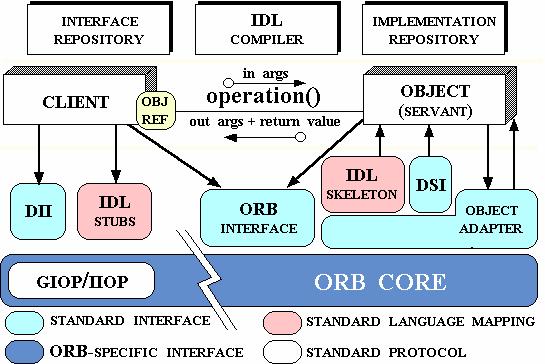 INTERFACE
REPOSITORY
IDL
COMPILER
IMPLEMENTATION
REPOSITORY
CLIENT
OBJ
REF
in args
operation()
out args + return value
OBJECT
(SERVANT)
DII
IDL
STUBS
ORB
INTERFACE
IDL
SKELETON
DSI
OBJECT
ADAPTER
GIOP/IIOP
ORB CORE
STANDARD INTERFACE
STANDARD LANGUAGE MAPPING
ORB-SPECIFIC INTERFACE
STANDARD PROTOCOL